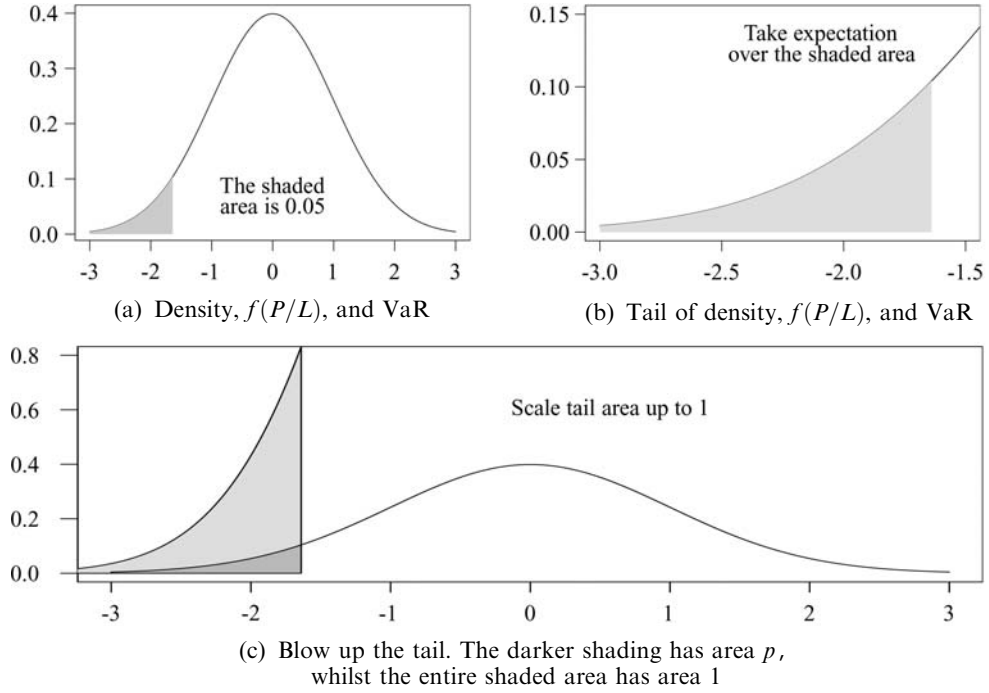 0.4
0.3
0.2
0.1
0.0
The shaded
area is 0.05
-3 -2 -1 0 1 2 3
(a) Density, f(P/L), and VaR
0.15
0.10
0.05
0.00
Take expectation
over the shaded area
-3.0 -2.5 -2.0 -1.5
(b) Tail of density, f(P/L), and VaR
0.8
0.6
0.4
0.2
0.0
Scale tail area up to 1
-3 -2 -1 0 1 2 3
(c) Blow up the tail. The darker shading has area p,
whilst the entire shaded area has area 1